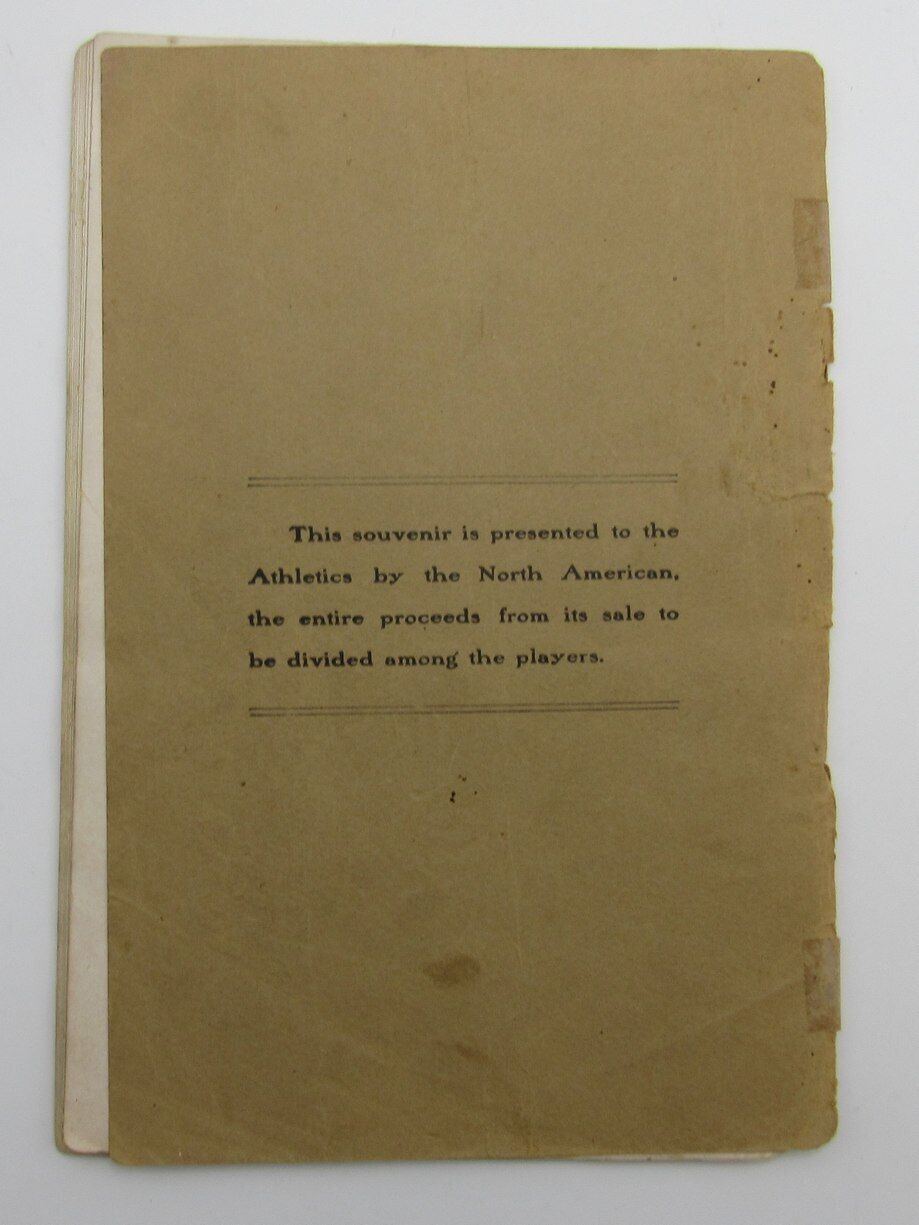 This souvenir is presented to the
Athletics by the North American,
the entire proceeds from its sale to
be divided among the players.